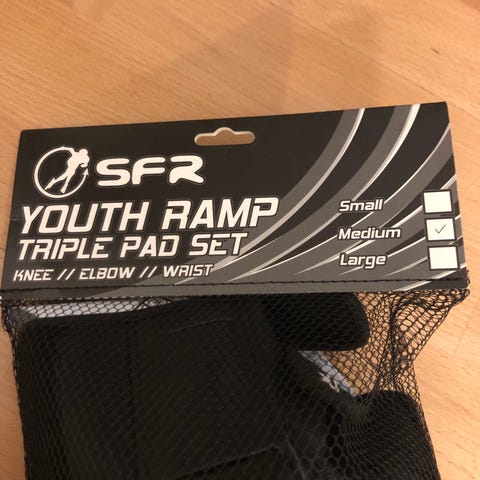 SFR
YOUTH RAMP
TRIPLE PAD SET
KNEE // ELBOW // WRIST
Small
Medium
Large